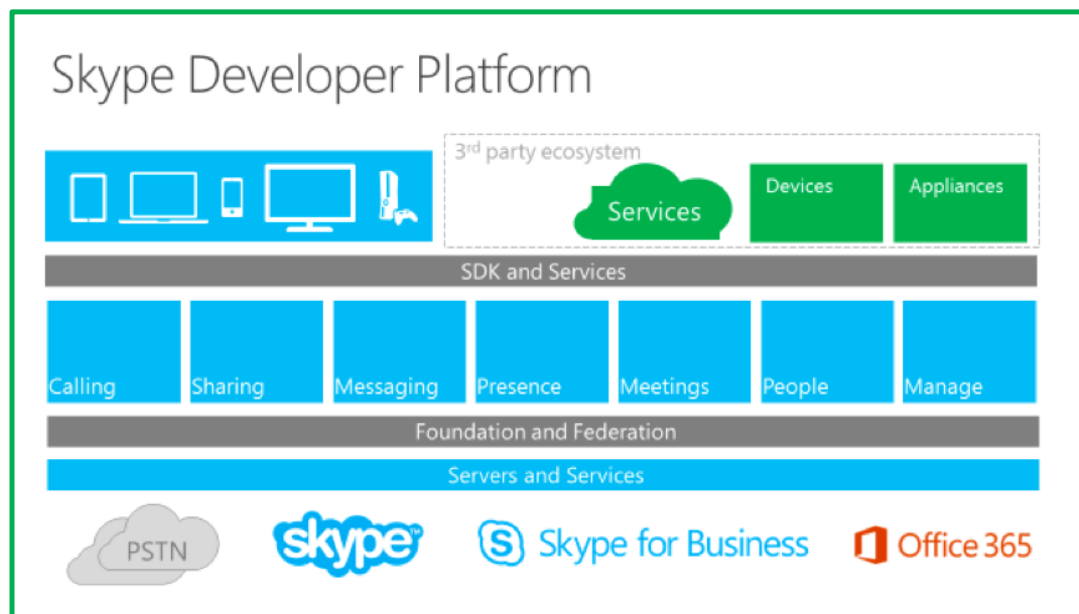 Skype Developer Platform
3rd party ecosystem
Services
Devices
Appliances
SDK and Services
Calling
Sharing
Messaging
Presence
Meetings
People
Manage
Foundation and Federation
Servers and Services
PSTN
skype™
S Skype for Business
Office 365